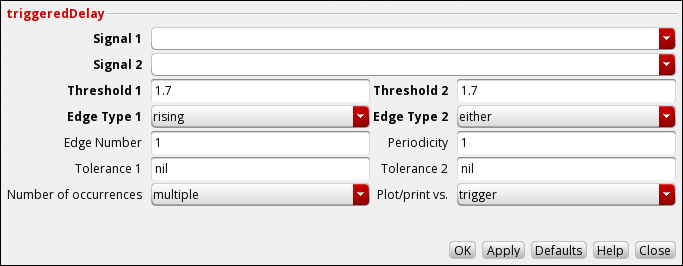 triggeredDelay
Signal 1
Signal 2
Threshold 1 1.7 Threshold 2 1.7
Edge Type 1 rising Edge Type 2 either
Edge Number 1 Periodicity 1
Tolerance 1 nil Tolerance 2 nil
Number of occurrences multiple Plot/print vs. trigger
OK Apply Defaults Help Close